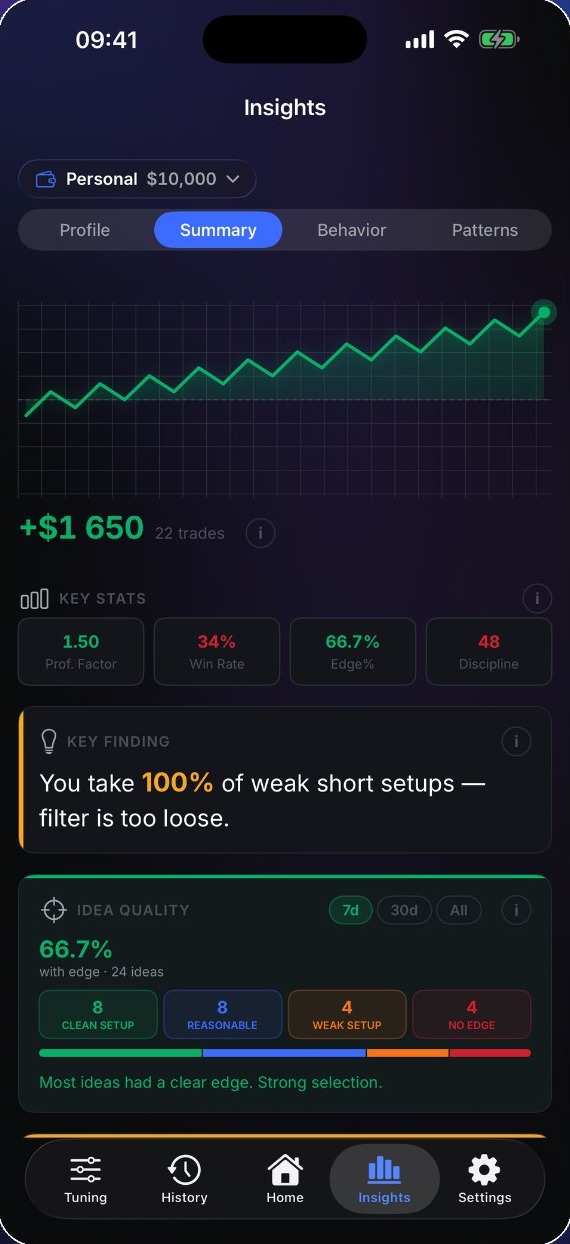 09:41
Insights
Personal $10,000
Profile Summary Behavior Patterns
+$1 650 22 trades i
KEY STATS i
1.50 34% 66.7% 48
Prof. Factor Win Rate Edge% Discipline
KEY FINDING i
You take 100% of weak short setups —
filter is too loose.
IDEA QUALITY 7d 30d All i
66.7%
with edge · 24 ideas
8 8 4 4
CLEAN SETUP REASONABLE WEAK SETUP NO EDGE
Most ideas had a clear edge. Strong selection.
Tuning History Home Insights Settings